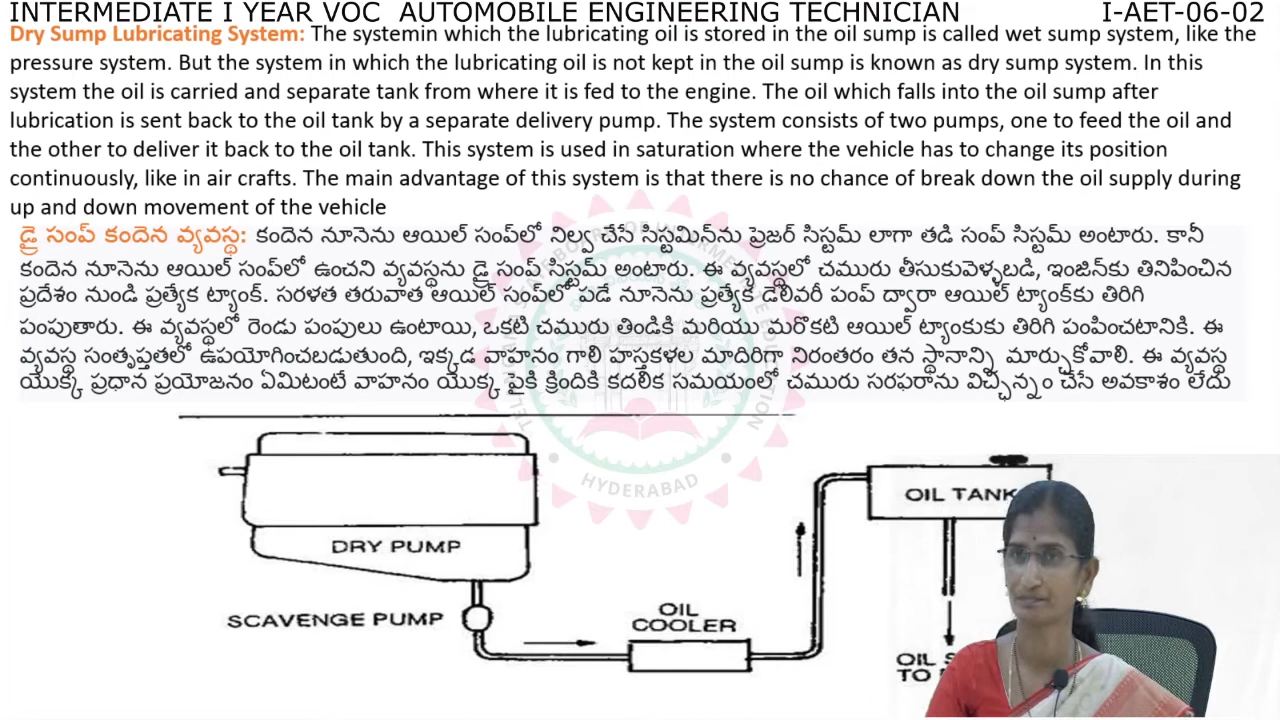 INTERMEDIATE I YEAR VOC AUTOMOBILE ENGINEERING TECHNICIAN I-AET-06-02
Dry Sump Lubricating System: The systemin which the lubricating oil is stored in the oil sump is called wet sump system, like the
pressure system. But the system in which the lubricating oil is not kept in the oil sump is known as dry sump system. In this
system the oil is carried and separate tank from where it is fed to the engine. The oil which falls into the oil sump after
lubrication is sent back to the oil tank by a separate delivery pump. The system consists of two pumps, one to feed the oil and
the other to deliver it back to the oil tank. This system is used in saturation where the vehicle has to change its position
continuously, like in air crafts. The main advantage of this system is that there is no chance of break down the oil supply during
up and down movement of the vehicle
డ్రై సంప్ కందెన వ్యవస్థ: కందెన నూనెను ఆయిల్ సంప్‌లో నిల్వ చేసే సిస్టమిన్‌ను ప్రెజర్ సిస్టమ్ లాగా తడి సంప్ సిస్టమ్ అంటారు. కానీ
కందెన నూనెను ఆయిల్ సంప్‌లో ఉంచని వ్యవస్థను డ్రై సంప్ సిస్టమ్ అంటారు. ఈ వ్యవస్థలో చమురు తీసుకువెళ్ళబడి, ఇంజిన్‌కు తినిపించిన
ప్రదేశం నుండి ప్రత్యేక ట్యాంక్. సరళత తరువాత ఆయిల్ సంప్‌లో పడే నూనెను ప్రత్యేక డెలివరీ పంప్ ద్వారా ఆయిల్ ట్యాంక్‌కు తిరిగి
పంపుతారు. ఈ వ్యవస్థలో రెండు పంపులు ఉంటాయి, ఒకటి చమురు తిండికి మరియు మరొకటి ఆయిల్ ట్యాంకుకు తిరిగి పంపించటానికి. ఈ
వ్యవస్థ సంతృప్తతలో ఉపయోగించబడుతుంది, ఇక్కడ వాహనం గాలి హస్తకళల మాదిరిగా నిరంతరం తన స్థానాన్ని మార్చుకోవాలి. ఈ వ్యవస్థ
యొక్క ప్రధాన ప్రయోజనం ఏమిటంటే వాహనం యొక్క పైకి క్రిందికి కదలిక సమయంలో చమురు సరఫరాను విచ్ఛిన్నం చేసే అవకాశం లేదు
HYDERABAD
OIL TANK
DRY PUMP
SCAVENGE PUMP
OIL
COOLER
OIL
TO